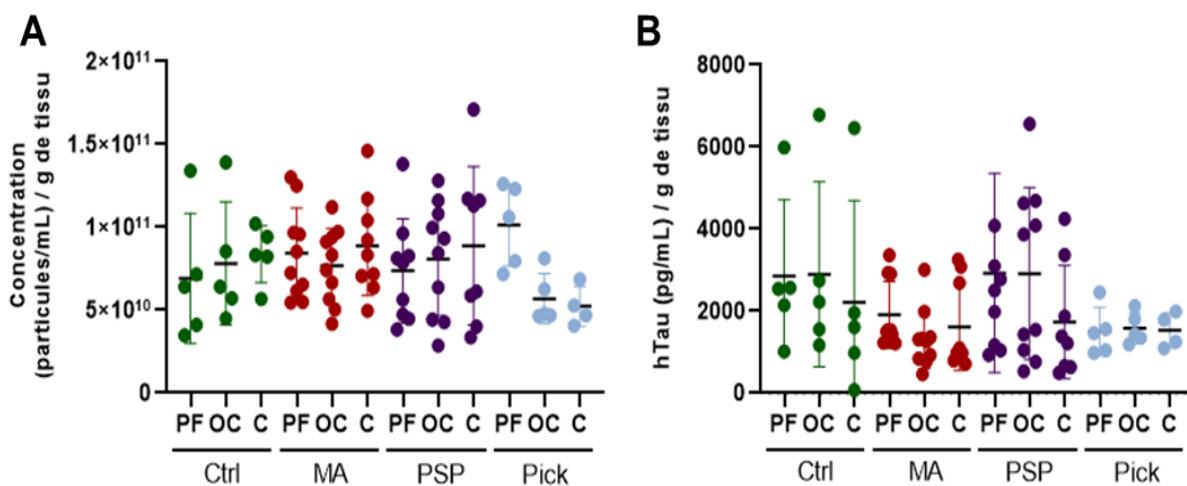 A
Concentration
(particules/mL) / g de tissu
2×10¹¹
1.5×10¹¹
1×10¹¹
5×10¹⁰
0
PF OC C PF OC C PF OC C PF OC C
Ctrl MA PSP Pick
B
hTau (pg/mL) / g de tissu
8000
6000
4000
2000
0
PF OC C PF OC C PF OC C PF OC C
Ctrl MA PSP Pick